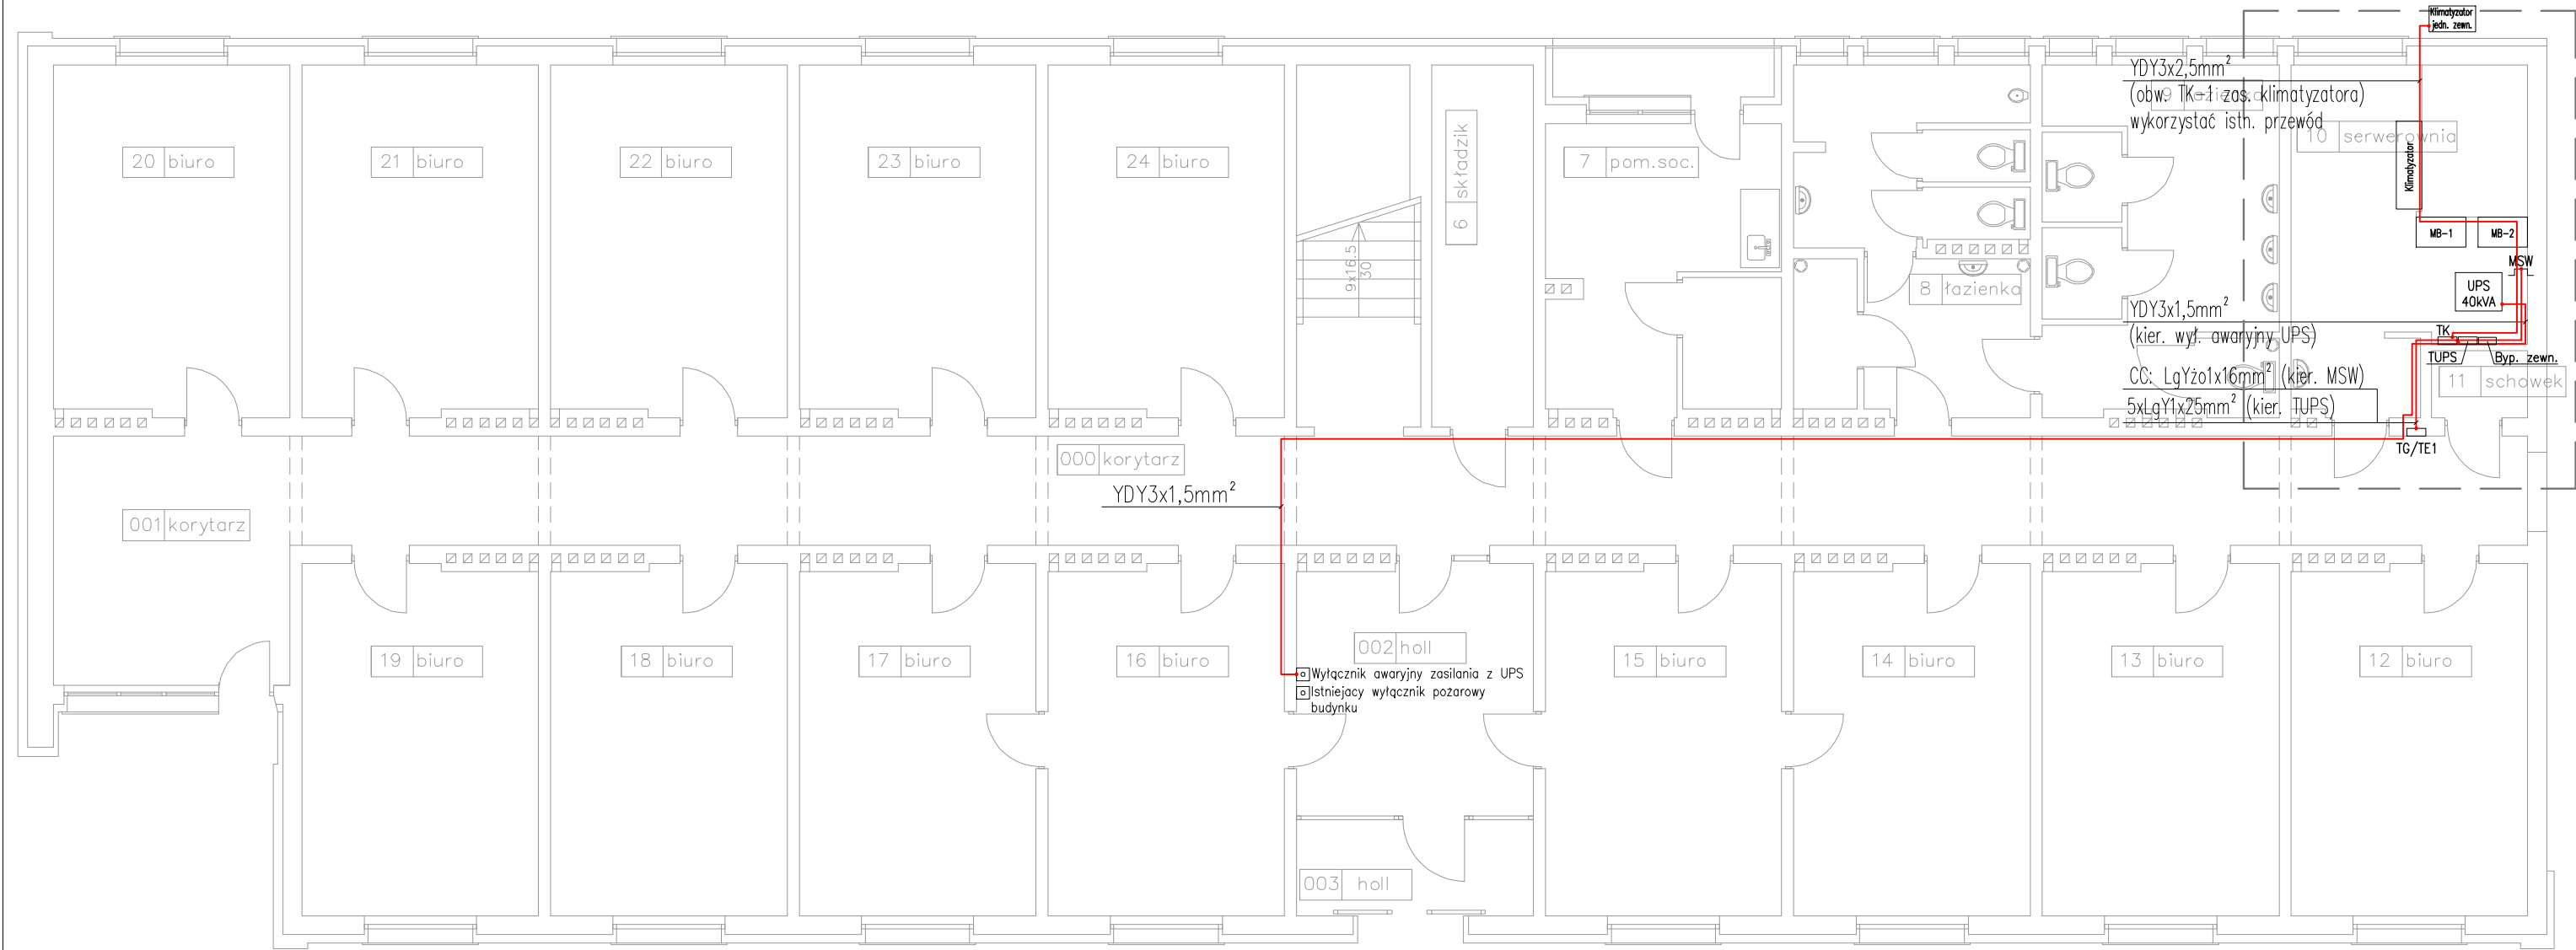 Klimatyzator
jedn. zewn.
YDY3x2,5mm²
(obw. TK-1 zas. klimatyzatora)
wykorzystać istn. przewód
9 łazienka
10 serwerownia
Klimatyzator
20 biuro
21 biuro
22 biuro
23 biuro
24 biuro
6 składzik
7 pom.soc.
9x16.5
30
MB-1
MB-2
MSW
UPS
40kVA
8 łazienka
YDY3x1,5mm²
(kier. wył. awaryjny UPS)
TK
TUPS
Byp. zewn.
CC: LgYżo1x16mm² (kier. MSW)
5xLgY1x25mm² (kier. TUPS)
11 schowek
TG/TE1
000 korytarz
YDY3x1,5mm²
001 korytarz
19 biuro
18 biuro
17 biuro
16 biuro
002 holl
15 biuro
14 biuro
13 biuro
12 biuro
Wyłącznik awaryjny zasilania z UPS
Istniejacy wyłącznik pożarowy
budynku
003 holl